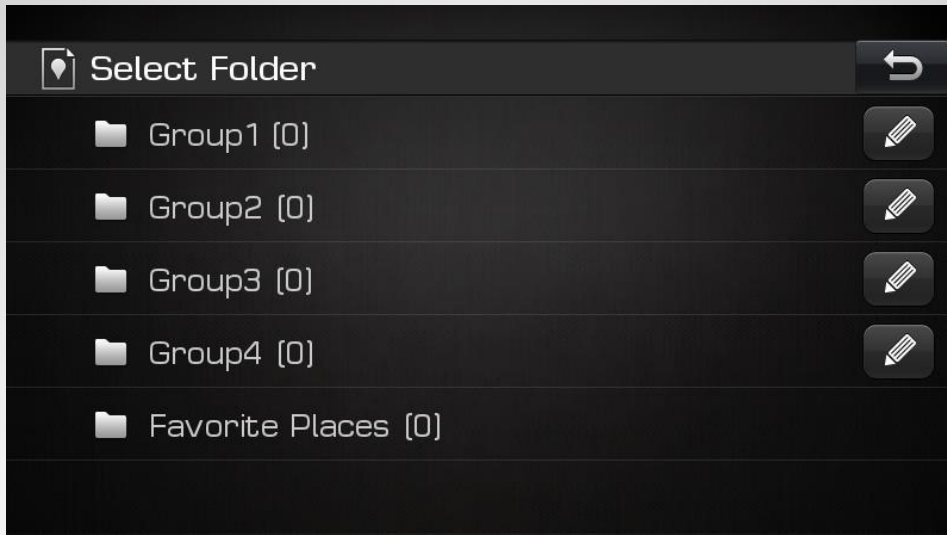 Select Folder
Group1 (0)
Group2 (0)
Group3 (0)
Group4 (0)
Favorite Places (0)